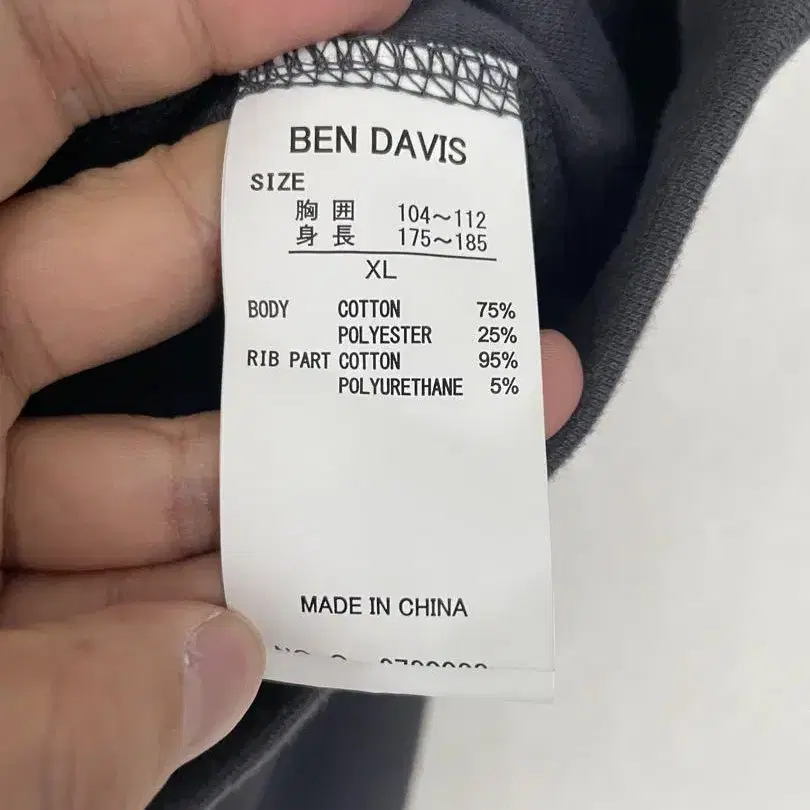 BEN DAVIS
SIZE
胸囲 104～112
身長 175～185
XL
BODY COTTON 75%
POLYESTER 25%
RIB PART COTTON 95%
POLYURETHANE 5%
MADE IN CHINA